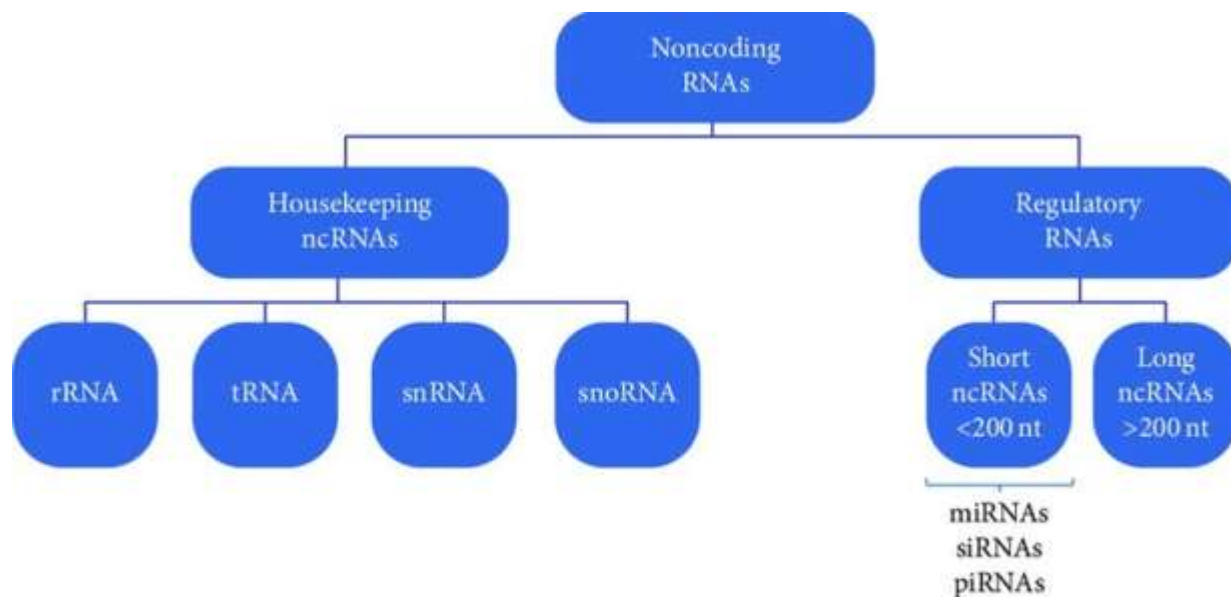 Noncoding
RNAs
Housekeeping
ncRNAs
Regulatory
RNAs
rRNA
tRNA
snRNA
snoRNA
Short
ncRNAs
<200 nt
Long
ncRNAs
>200 nt
miRNAs
siRNAs
piRNAs